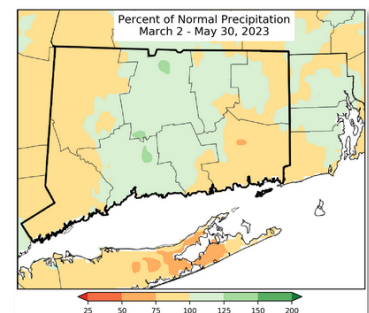 Percent of Normal Precipitation
March 2 - May 30, 2023
25 50 75 100 125 150 200